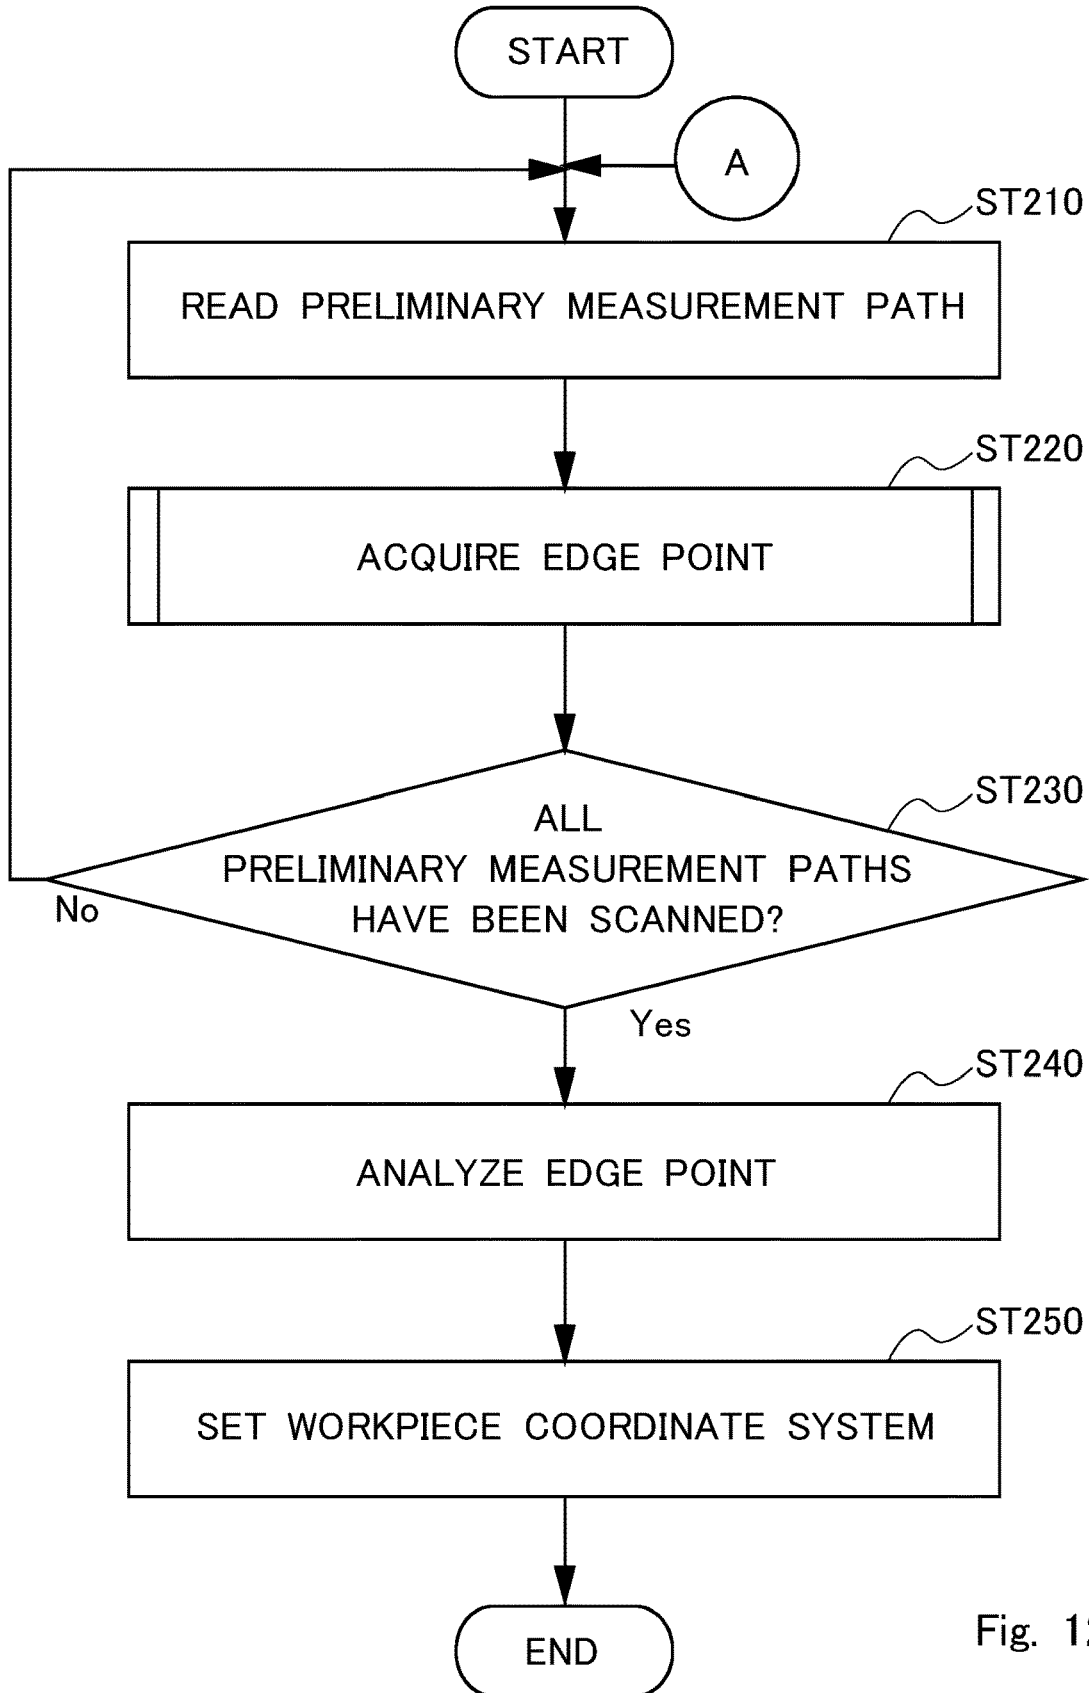 START
A
ST210
READ PRELIMINARY MEASUREMENT PATH
ST220
ACQUIRE EDGE POINT
ST230
ALL
PRELIMINARY MEASUREMENT PATHS
HAVE BEEN SCANNED?
No
Yes
ST240
ANALYZE EDGE POINT
ST250
SET WORKPIECE COORDINATE SYSTEM
END
Fig.